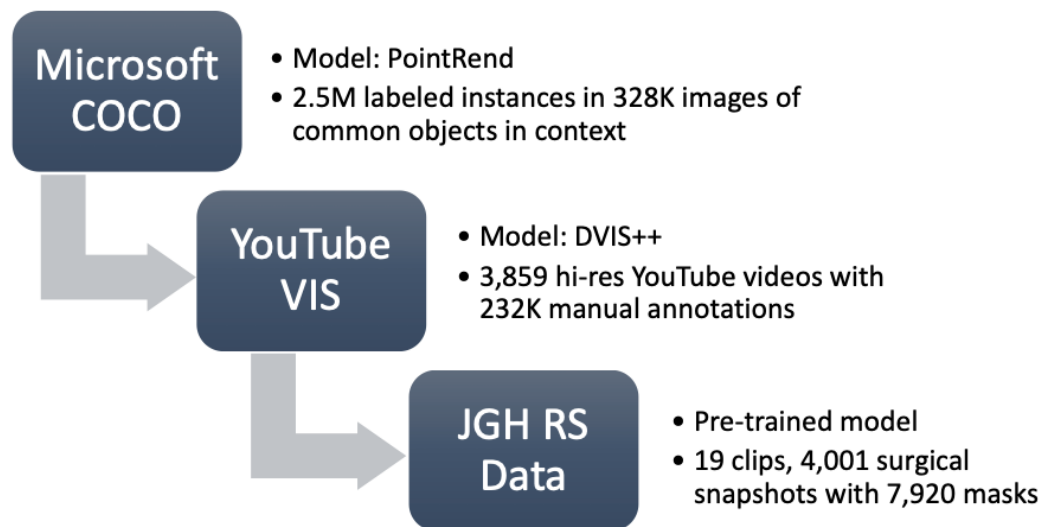 Microsoft
COCO
• Model: PointRend
• 2.5M labeled instances in 328K images of
common objects in context
YouTube
VIS
• Model: DVIS++
• 3,859 hi-res YouTube videos with
232K manual annotations
JGH RS
Data
• Pre-trained model
• 19 clips, 4,001 surgical
snapshots with 7,920 masks